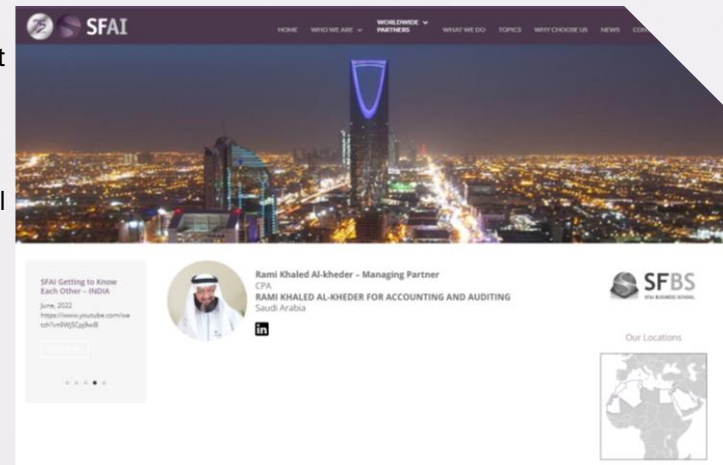 SFAI
HOME
WHO WE ARE
WORLDWIDE
PARTNERS
WHAT WE DO
TOPICS
WHY CHOOSE US
NEWS
t
l
SFAI Getting to Know
Each Other – INDIA
June, 2022
Rami Khaled Al-kheder – Managing Partner
CPA
RAMI KHALED AL-KHEDER FOR ACCOUNTING AND AUDITING
Saudi Arabia
in
SFBS
SFAI BUSINESS SCHOOL
Our Locations